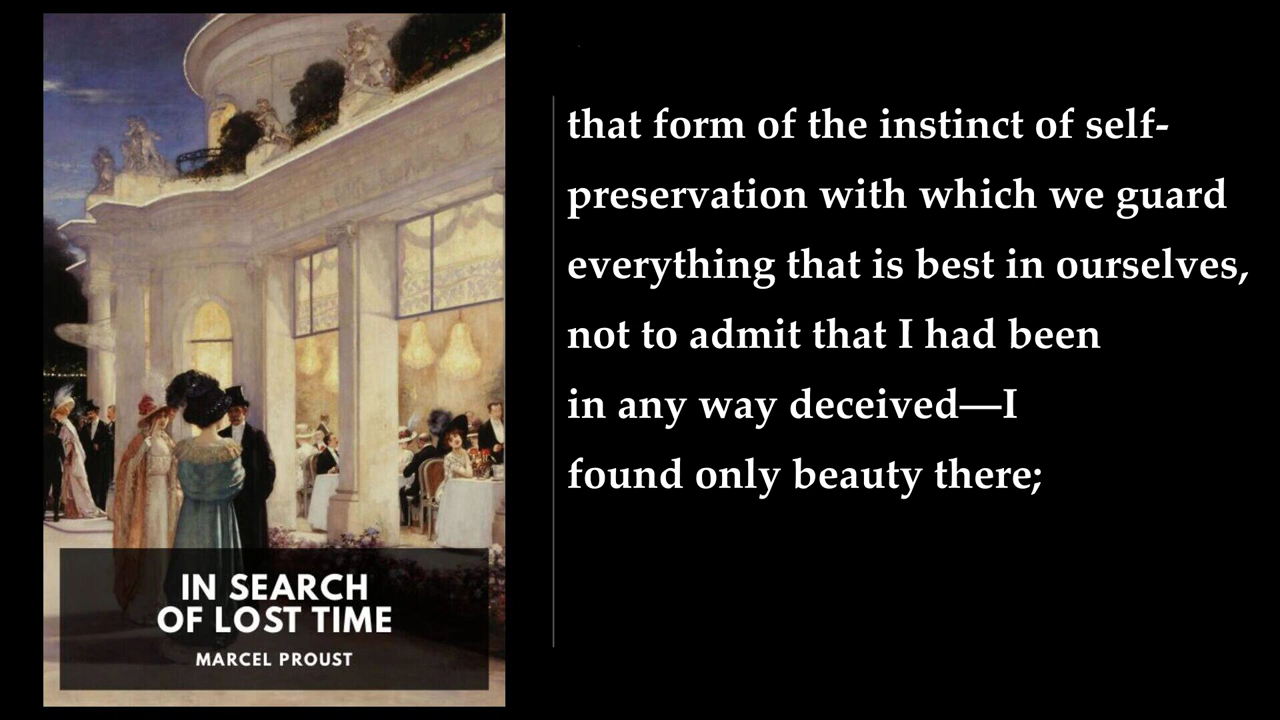 that form of the instinct of self-
preservation with which we guard
everything that is best in ourselves,
not to admit that I had been
in any way deceived—I
found only beauty there;
IN SEARCH
OF LOST TIME
MARCEL PROUST